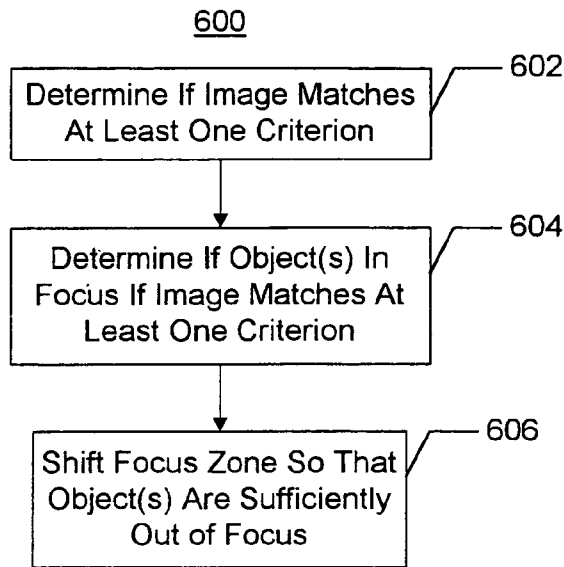 600
Determine If Image Matches
At Least One Criterion
602
Determine If Object(s) In
Focus If Image Matches At
Least One Criterion
604
Shift Focus Zone So That
Object(s) Are Sufficiently
Out of Focus
606